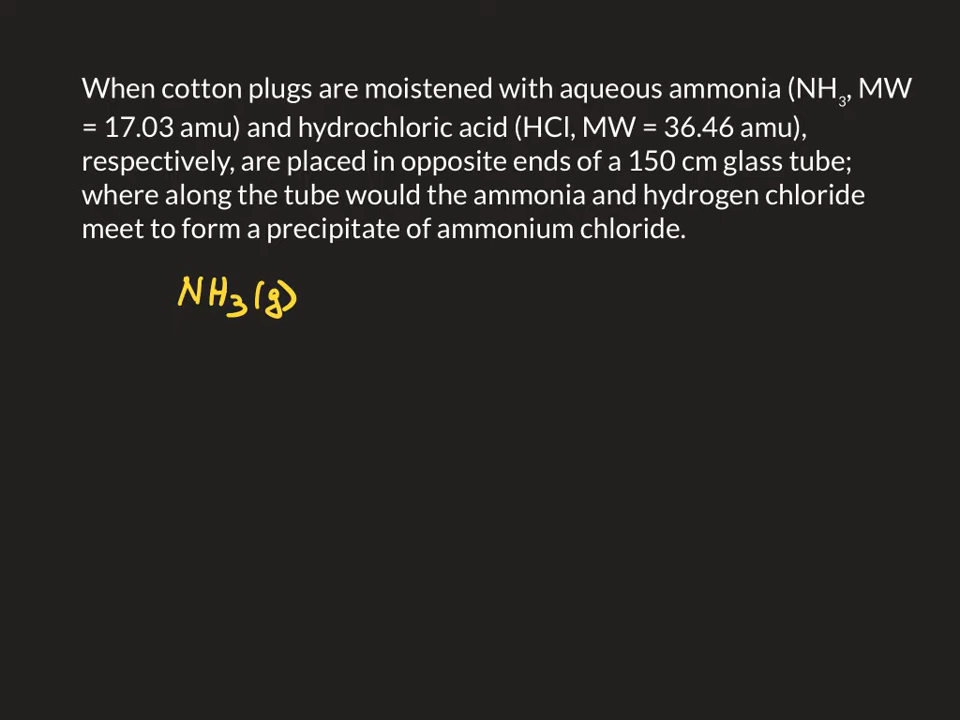 When cotton plugs are moistened with aqueous ammonia (NH₃, MW
= 17.03 amu) and hydrochloric acid (HCl, MW = 36.46 amu),
respectively, are placed in opposite ends of a 150 cm glass tube;
where along the tube would the ammonia and hydrogen chloride
meet to form a precipitate of ammonium chloride.
NH₃(g)